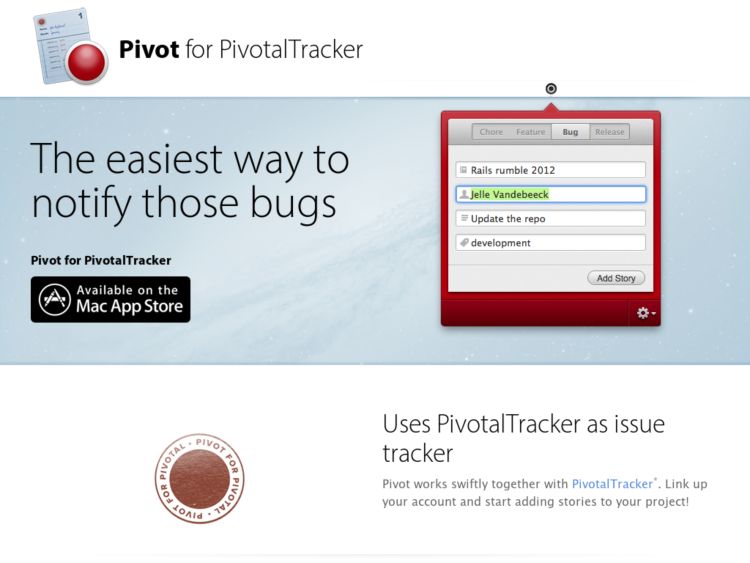 1
Pivot for PivotalTracker
The easiest way to
notify those bugs
Pivot for PivotalTracker
Available on the
Mac App Store
Chore Feature Bug Release
Rails rumble 2012
Jelle Vandebeeck
Update the repo
development
Add Story
PIVOT FOR PIVOTAL • PIVOT FOR PIVOTAL •
Uses PivotalTracker as issue
tracker
Pivot works swiftly together with PivotalTracker*. Link up
your account and start adding stories to your project!